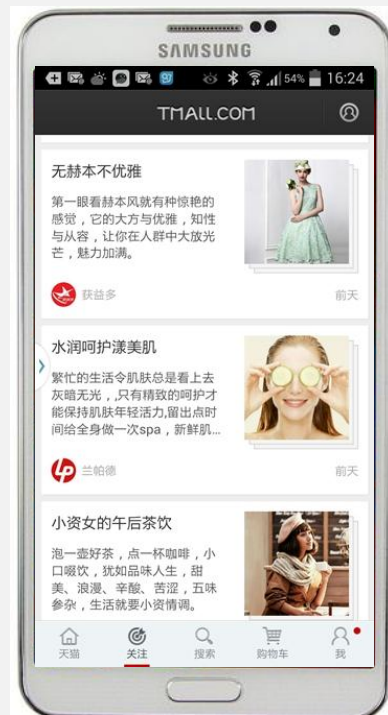 SAMSUNG
54% 16:24
TMALL.COM
无赫本不优雅
第一眼看赫本风就有种惊艳的
感觉，它的大方与优雅，知性
与从容，让你在人群中大放光
芒，魅力加满。
获益多
前天
水润呵护漾美肌
繁忙的生活令肌肤总是看上去
灰暗无光，只有精致的呵护才
能保持肌肤年轻活力,留出点时
间给全身做一次spa，新鲜肌...
兰帕德
前天
小资女的午后茶饮
泡一壶好茶，点一杯咖啡，小
口啜饮，犹如品味人生，甜
美、浪漫、辛酸、苦涩，五味
参杂，生活就要小资情调。
天猫 关注 搜索 购物车 我